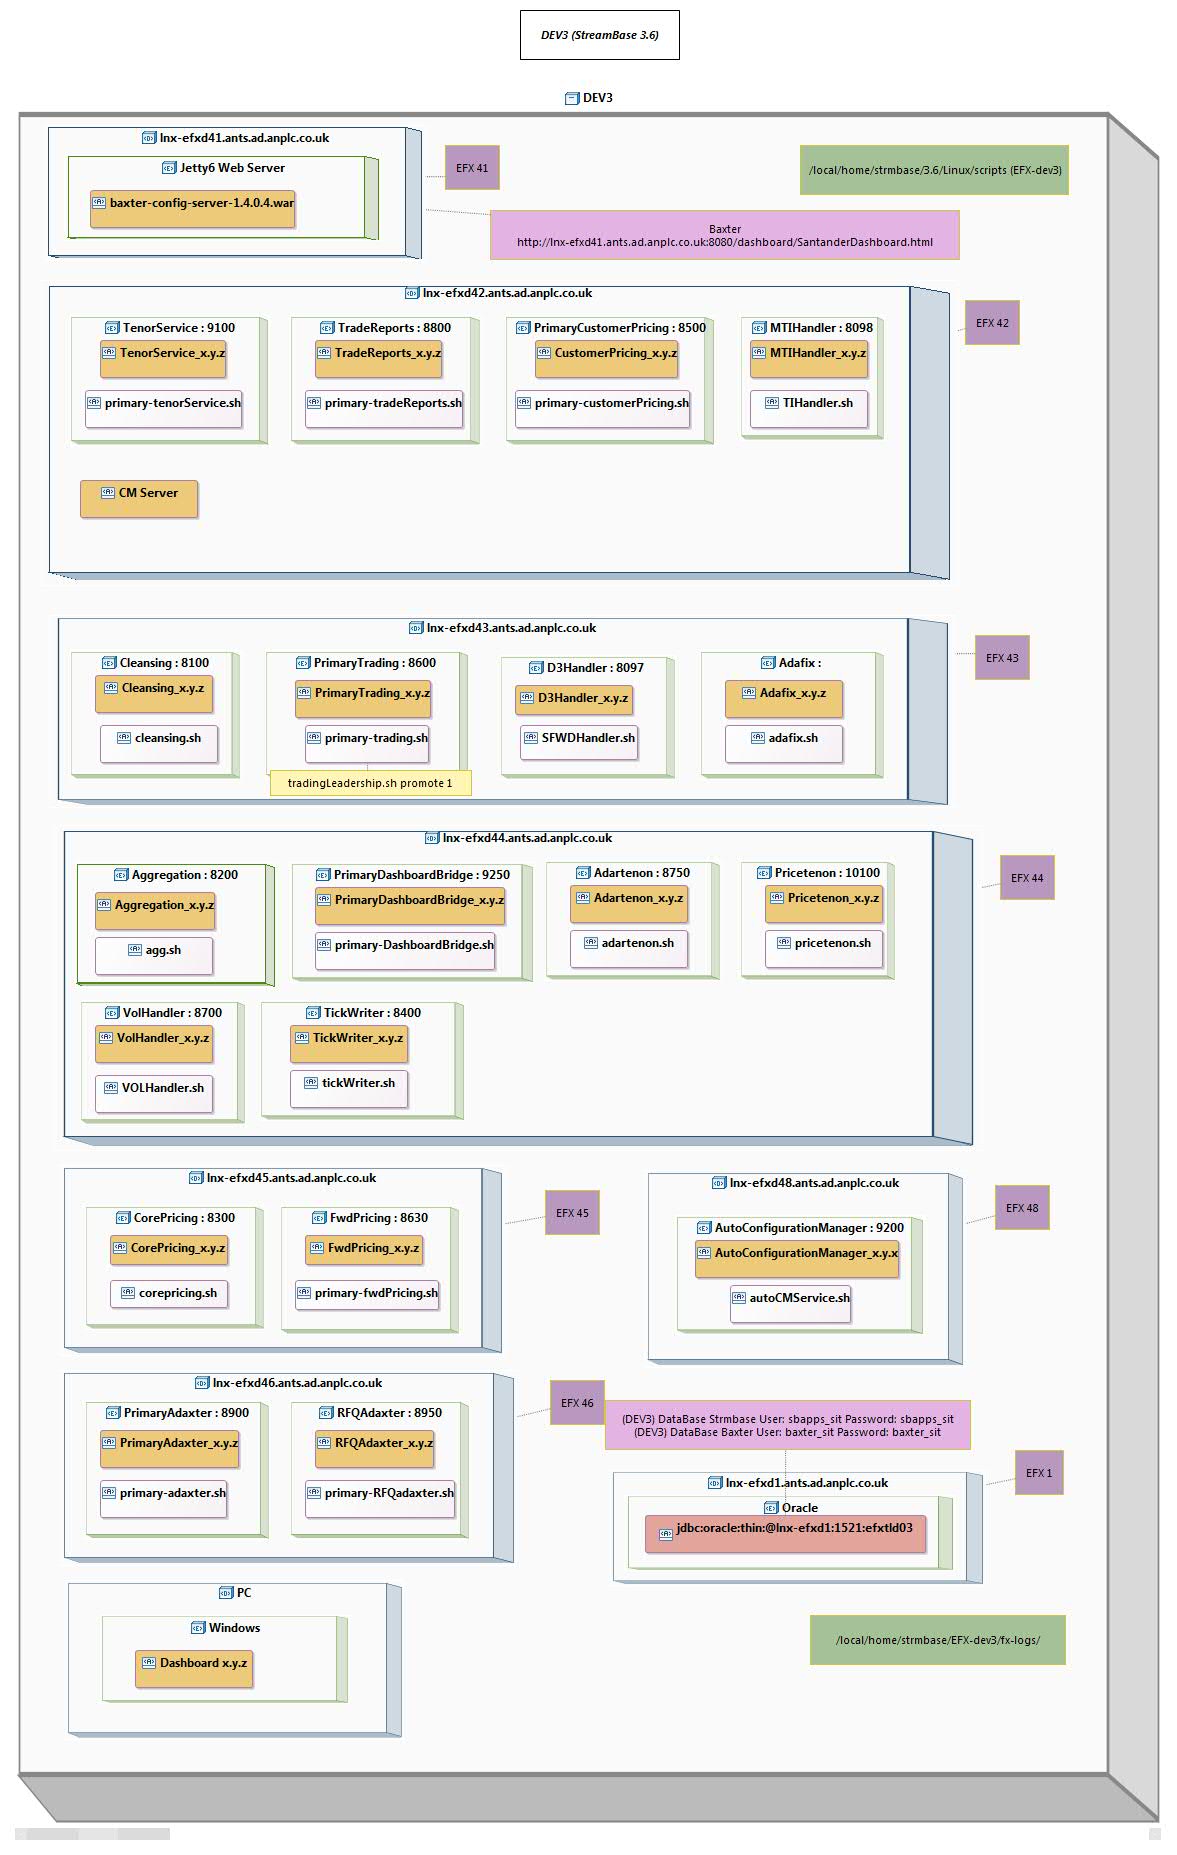 DEV3 (StreamBase 3.6)
DEV3
lnx-efxd41.ants.ad.anplc.co.uk
Jetty6 Web Server
baxter-config-server-1.4.0.4.war
EFX 41
/local/home/strmbase/3.6/Linux/scripts (EFX-dev3)
Baxter
http://lnx-efxd41.ants.ad.anplc.co.uk:8080/dashboard/SantanderDashboard.html
lnx-efxd42.ants.ad.anplc.co.uk
EFX 42
TenorService : 9100
TenorService_x.y.z
primary-tenorService.sh
TradeReports : 8800
TradeReports_x.y.z
primary-tradeReports.sh
PrimaryCustomerPricing : 8500
CustomerPricing_x.y.z
primary-customerPricing.sh
MTIHandler : 8098
MTIHandler_x.y.z
TIHandler.sh
CM Server
lnx-efxd43.ants.ad.anplc.co.uk
EFX 43
Cleansing : 8100
Cleansing_x.y.z
cleansing.sh
PrimaryTrading : 8600
PrimaryTrading_x.y.z
primary-trading.sh
tradingLeadership.sh promote 1
D3Handler : 8097
D3Handler_x.y.z
SFWDHandler.sh
Adafix :
Adafix_x.y.z
adafix.sh
lnx-efxd44.ants.ad.anplc.co.uk
EFX 44
Aggregation : 8200
Aggregation_x.y.z
agg.sh
PrimaryDashboardBridge : 9250
PrimaryDashboardBridge_x.y.z
primary-DashboardBridge.sh
Adartenon : 8750
Adartenon_x.y.z
adartenon.sh
Pricetenon : 10100
Pricetenon_x.y.z
pricetenon.sh
VolHandler : 8700
VolHandler_x.y.z
VOLHandler.sh
TickWriter : 8400
TickWriter_x.y.z
tickWriter.sh
lnx-efxd45.ants.ad.anplc.co.uk
EFX 45
CorePricing : 8300
CorePricing_x.y.z
corepricing.sh
FwdPricing : 8630
FwdPricing_x.y.z
primary-fwdPricing.sh
lnx-efxd48.ants.ad.anplc.co.uk
EFX 48
AutoConfigurationManager : 9200
AutoConfigurationManager_x.y.x
autoCMService.sh
lnx-efxd46.ants.ad.anplc.co.uk
EFX 46
PrimaryAdaxter : 8900
PrimaryAdaxter_x.y.z
primary-adaxter.sh
RFQAdaxter : 8950
RFQAdaxter_x.y.z
primary-RFQadaxter.sh
(DEV3) DataBase Strmbase User: sbapps_sit Password: sbapps_sit
(DEV3) DataBase Baxter User: baxter_sit Password: baxter_sit
lnx-efxd1.ants.ad.anplc.co.uk
EFX 1
Oracle
jdbc:oracle:thin:@lnx-efxd1:1521:efxtld03
PC
Windows
Dashboard x.y.z
/local/home/strmbase/EFX-dev3/fx-logs/